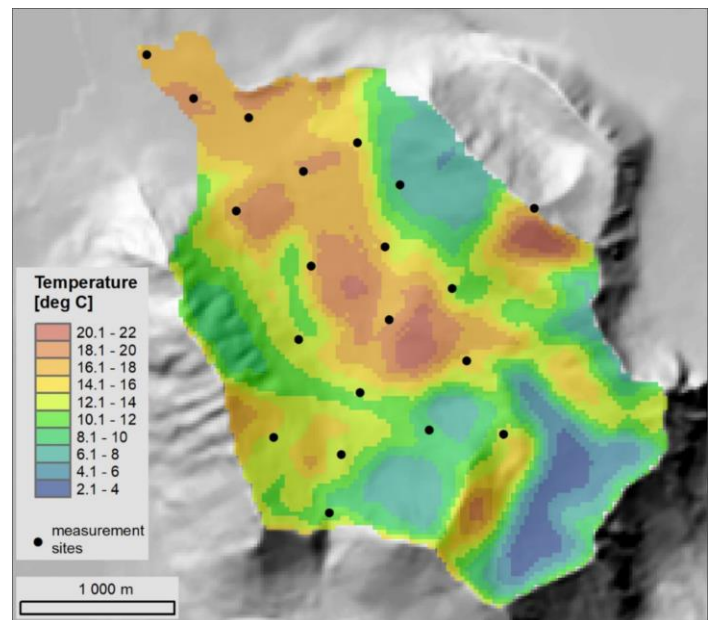 Temperature
[deg C]
20.1 - 22
18.1 - 20
16.1 - 18
14.1 - 16
12.1 - 14
10.1 - 12
8.1 - 10
6.1 - 8
4.1 - 6
2.1 - 4
measurement
sites
1 000 m